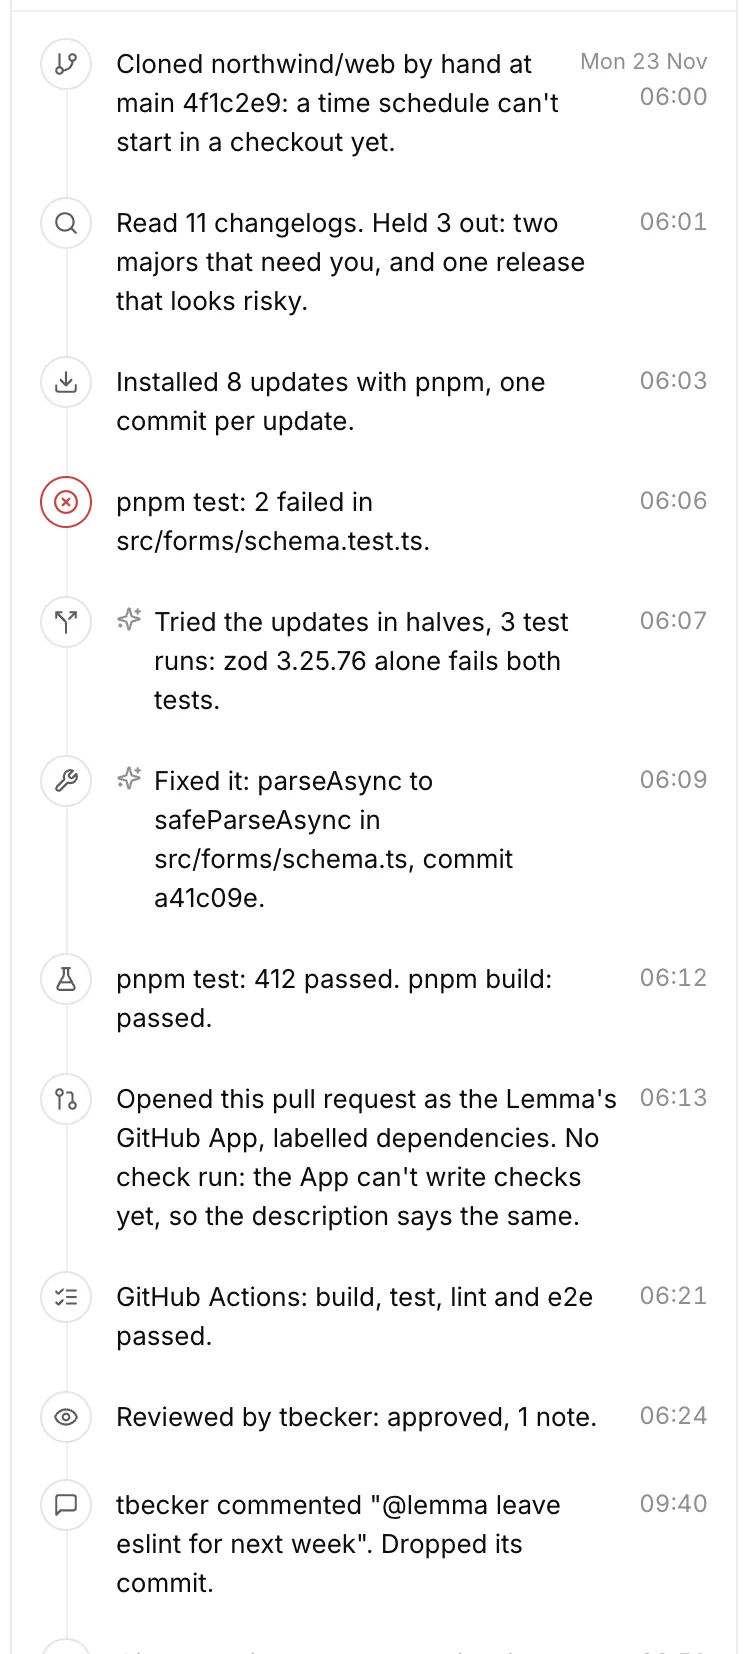 Cloned northwind/web by hand at
Mon 23 Nov
main 4f1c2e9: a time schedule can't
06:00
start in a checkout yet.
Read 11 changelogs. Held 3 out: two
06:01
majors that need you, and one release
that looks risky.
Installed 8 updates with pnpm, one
06:03
commit per update.
pnpm test: 2 failed in
06:06
src/forms/schema.test.ts.
Tried the updates in halves, 3 test
06:07
runs: zod 3.25.76 alone fails both
tests.
Fixed it: parseAsync to
06:09
safeParseAsync in
src/forms/schema.ts, commit
a41c09e.
pnpm test: 412 passed. pnpm build:
06:12
passed.
Opened this pull request as the Lemma's
06:13
GitHub App, labelled dependencies. No
check run: the App can't write checks
yet, so the description says the same.
GitHub Actions: build, test, lint and e2e
06:21
passed.
Reviewed by tbecker: approved, 1 note.
06:24
tbecker commented "@lemma leave
09:40
eslint for next week". Dropped its
commit.